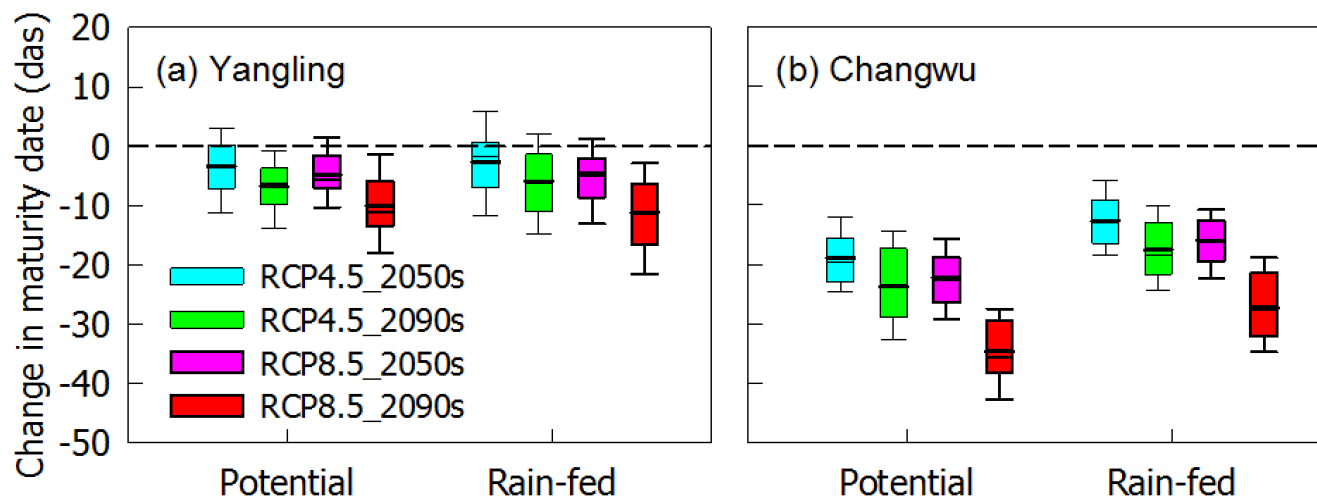 Change in maturity date (das)
20
10
0
-10
-20
-30
-40
-50
(a) Yangling
RCP4.5_2050s
RCP4.5_2090s
RCP8.5_2050s
RCP8.5_2090s
Potential Rain-fed
(b) Changwu
Potential Rain-fed